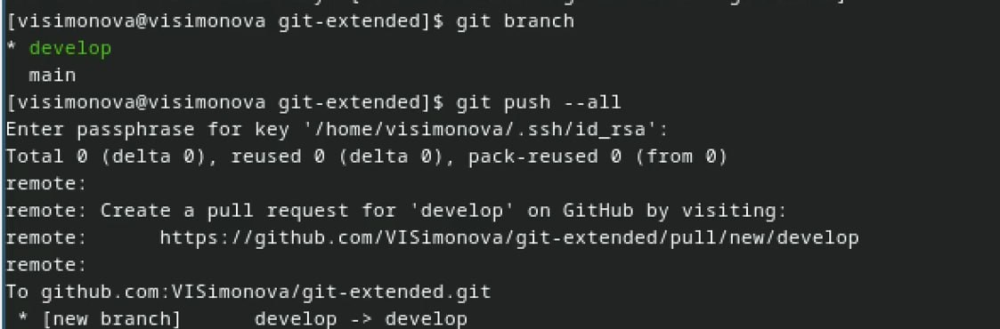 [visimonova@visimonova git-extended]$ git branch
* develop
  main
[visimonova@visimonova git-extended]$ git push --all
Enter passphrase for key '/home/visimonova/.ssh/id_rsa':
Total 0 (delta 0), reused 0 (delta 0), pack-reused 0 (from 0)
remote:
remote: Create a pull request for 'develop' on GitHub by visiting:
remote:      https://github.com/VISimonova/git-extended/pull/new/develop
remote:
To github.com:VISimonova/git-extended.git
 * [new branch]      develop -> develop